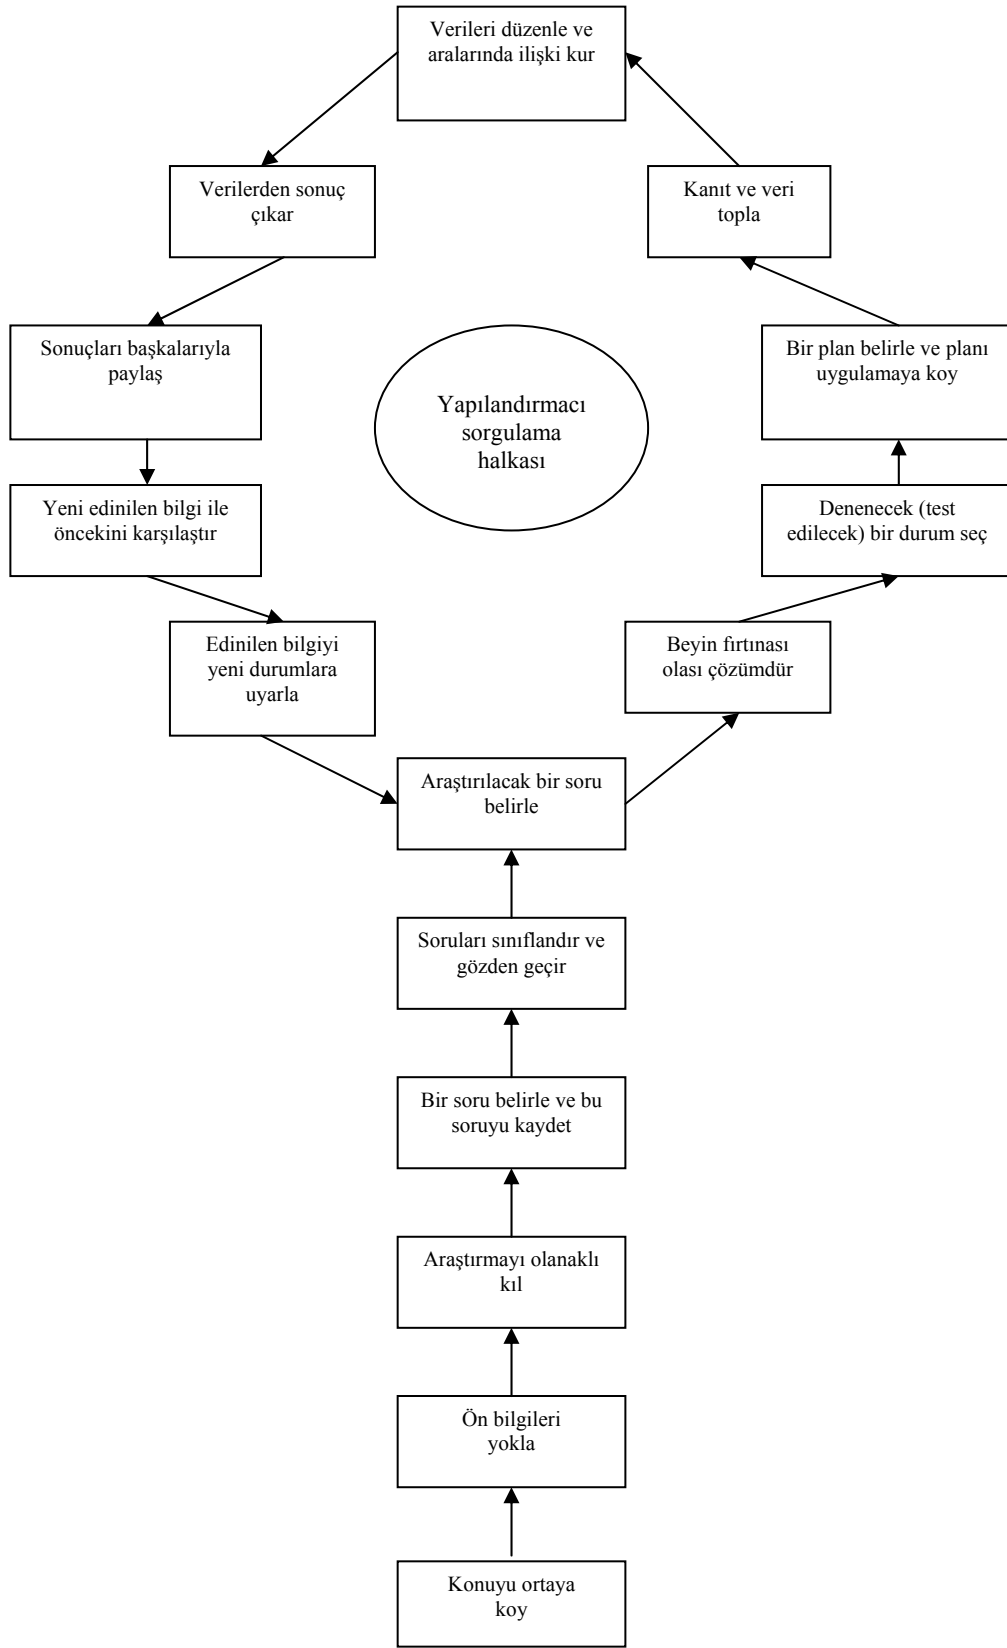 Verileri düzenle ve
aralarında ilişki kur
Verilerden sonuç
çıkar
Kanıt ve veri
topla
Sonuçları başkalarıyla
paylaş
Yapılandırmacı
sorgulama
halkası
Bir plan belirle ve planı
uygulamaya koy
Yeni edinilen bilgi ile
öncekini karşılaştır
Denenecek (test
edilecek) bir durum seç
Edinilen bilgiyi
yeni durumlara
uyarla
Beyin fırtınası
olası çözümdür
Araştırılacak bir soru
belirle
Soruları sınıflandır ve
gözden geçir
Bir soru belirle ve bu
soruyu kaydet
Araştırmayı olanaklı
kıl
Ön bilgileri
yokla
Konuyu ortaya
koy